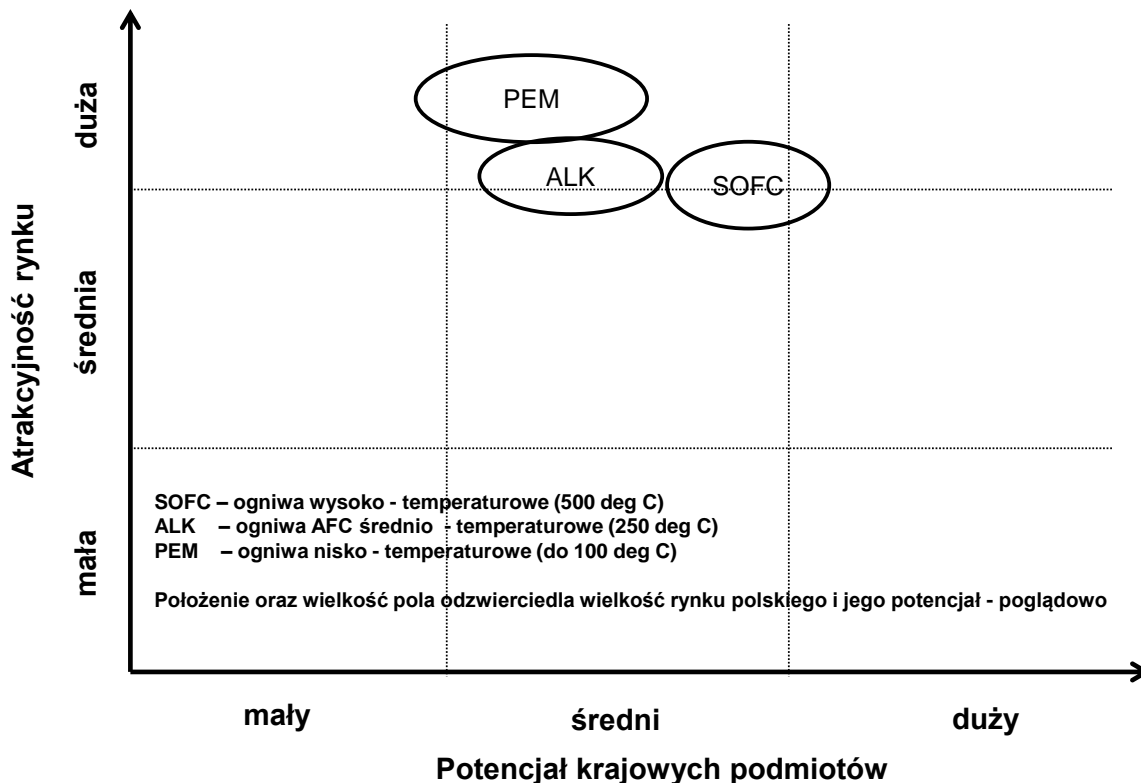 duża
PEM
ALK
SOFC
Atrakcyjność rynku
średnia
mała
SOFC – ogniwa wysoko - temperaturowe (500 deg C)
ALK – ogniwa AFC średnio - temperaturowe (250 deg C)
PEM – ogniwa nisko - temperaturowe (do 100 deg C)
Położenie oraz wielkość pola odzwierciedla wielkość rynku polskiego i jego potencjał - poglądowo
mały
średni
duży
Potencjał krajowych podmiotów